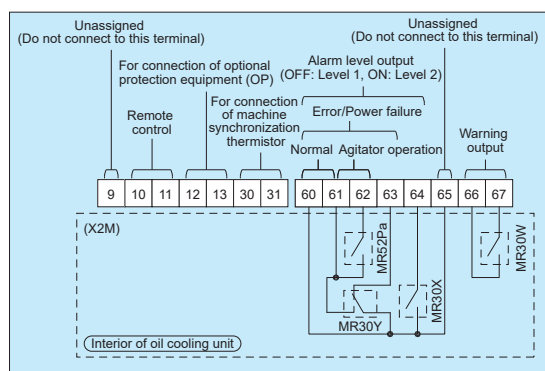 Unassigned
(Do not connect to this terminal)
Unassigned
(Do not connect to this terminal)
For connection of optional
protection equipment (OP)
Alarm level output
(OFF: Level 1, ON: Level 2)
For connection
of machine
synchronization
thermistor
Error/Power failure
Remote
control
Warning
output
Normal
Agitator operation
9 10 11 12 13 30 31 60 61 62 63 64 65 66 67
(X2M)
MR52Pa
MR30W
MR30X
MR30Y
Interior of oil cooling unit